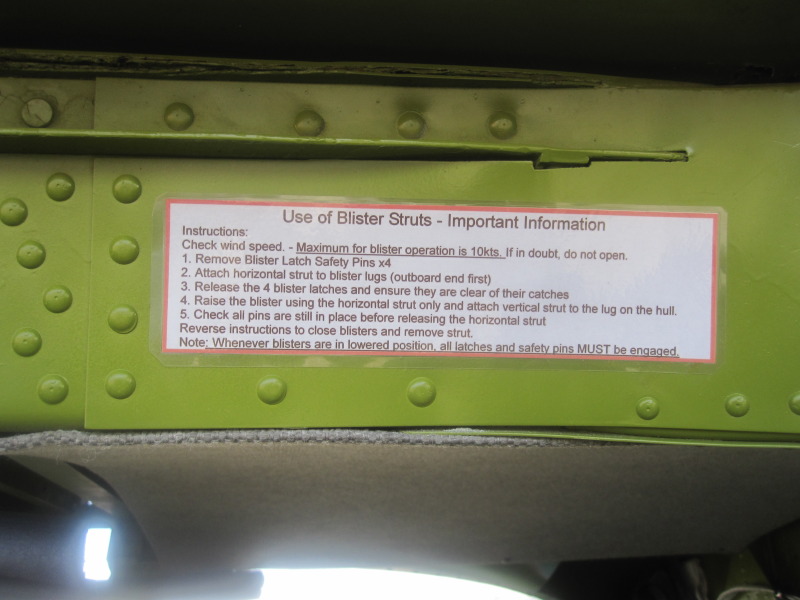 Use of Blister Struts - Important Information
Instructions:
Check wind speed. - Maximum for blister operation is 10kts. If in doubt, do not open.
1. Remove Blister Latch Safety Pins x4
2. Attach horizontal strut to blister lugs (outboard end first)
3. Release the 4 blister latches and ensure they are clear of their catches
4. Raise the blister using the horizontal strut only and attach vertical strut to the lug on the hull.
5. Check all pins are still in place before releasing the horizontal strut
Reverse instructions to close blisters and remove strut.
Note: Whenever blisters are in lowered position, all latches and safety pins MUST be engaged.